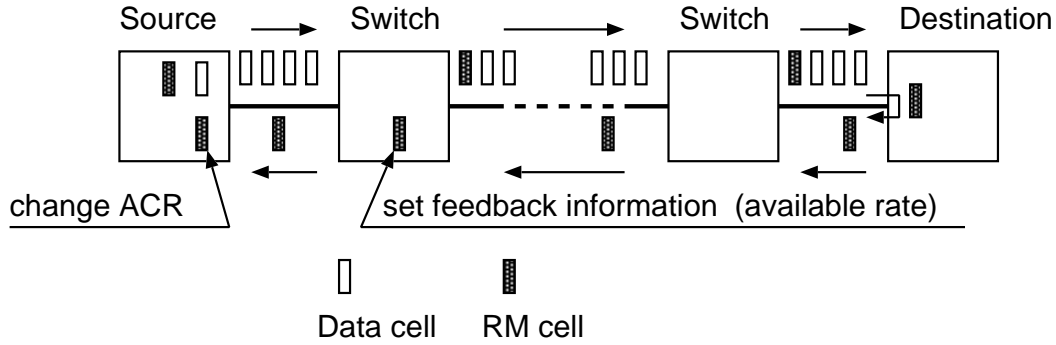 Source Switch Switch Destination
change ACR set feedback information (available rate)
Data cell RM cell